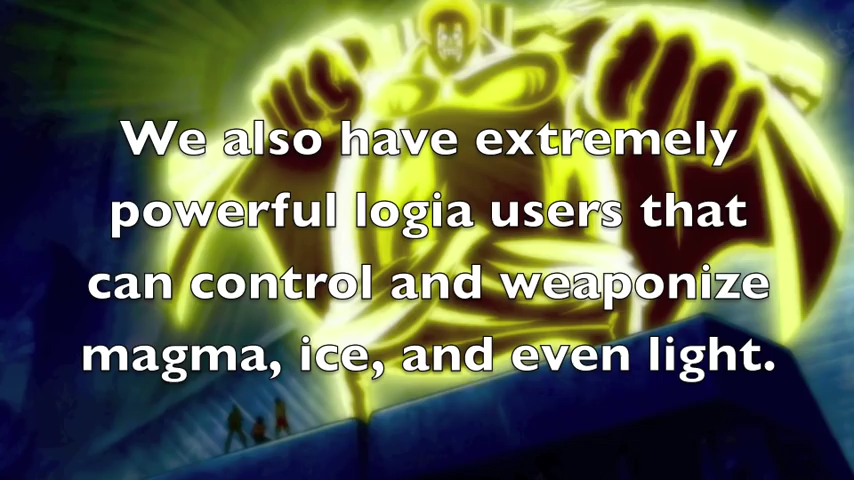 We also have extremely
powerful logia users that
can control and weaponize
magma, ice, and even light.